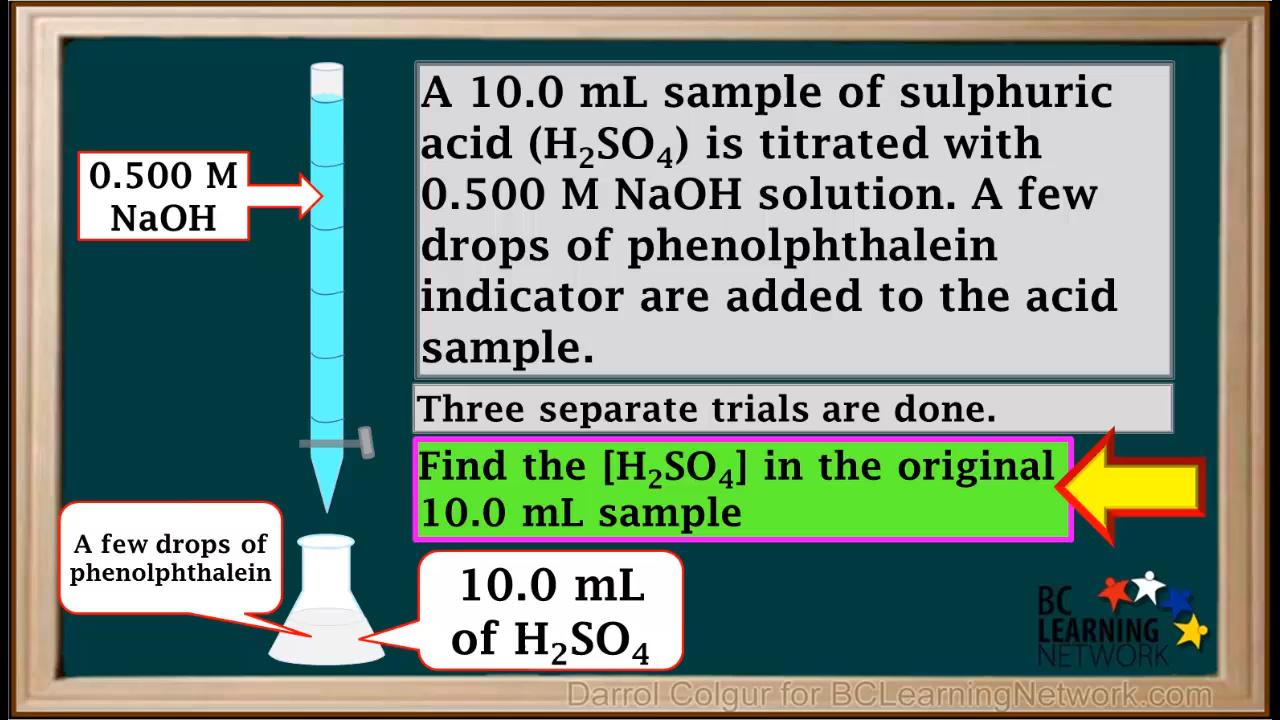 A 10.0 mL sample of sulphuric
acid (H₂SO₄) is titrated with
0.500 M NaOH solution. A few
drops of phenolphthalein
indicator are added to the acid
sample.
0.500 M
NaOH
Three separate trials are done.
Find the [H₂SO₄] in the original
10.0 mL sample
A few drops of
phenolphthalein
10.0 mL
of H₂SO₄
BC
LEARNING
NETWORK
Darrol Colgur for BCLearningNetwork.com